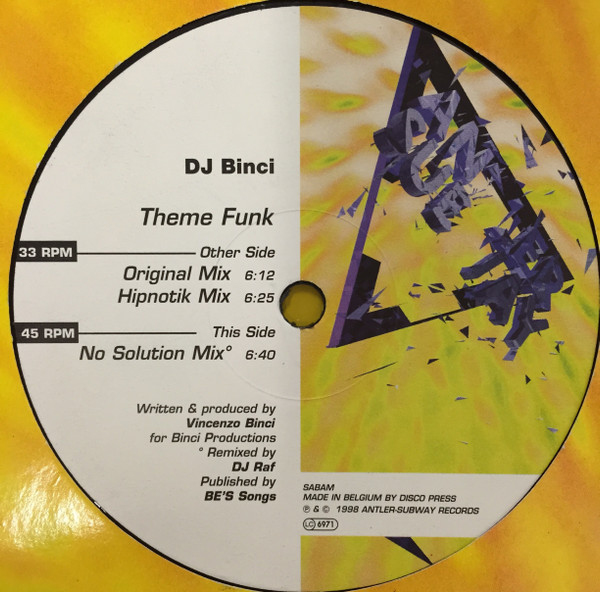 DJ Binci
Theme Funk
33 RPM Other Side
Original Mix 6:12
Hipnotik Mix 6:25
45 RPM This Side
No Solution Mix° 6:40
Written & produced by
Vincenzo Binci
for Binci Productions
° Remixed by
DJ Raf
Published by
BE'S Songs
SABAM
MADE IN BELGIUM BY DISCO PRESS
℗ & © 1998 ANTLER-SUBWAY RECORDS
LC 6971